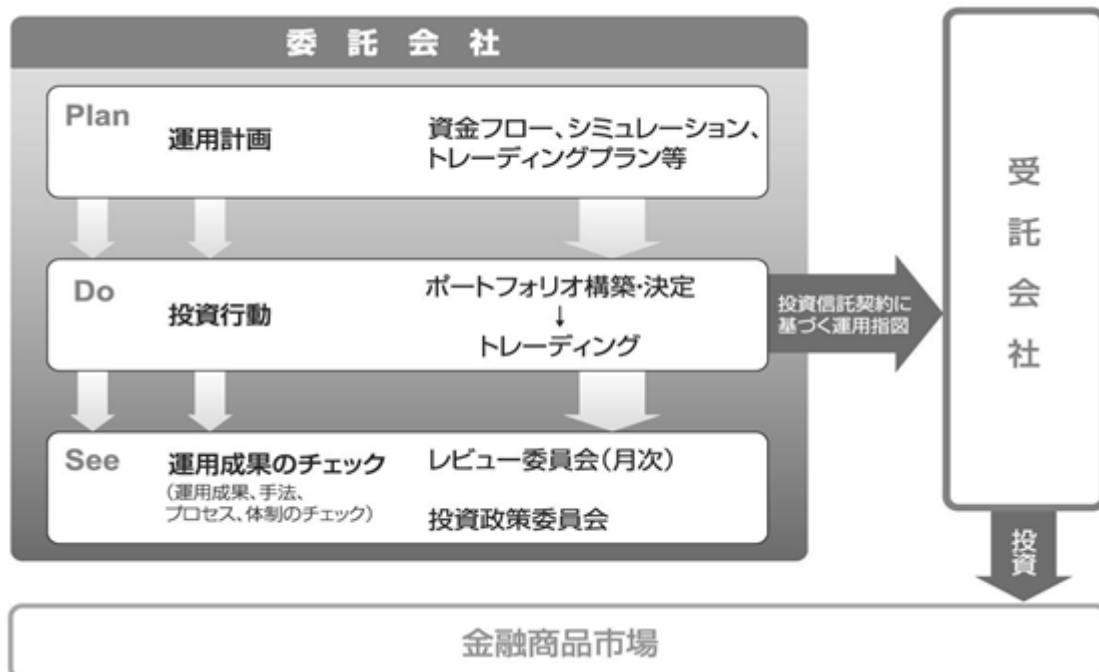 委託会社
Plan
運用計画
資金フロー、シミュレーション、
トレーディングプラン等
Do
投資行動
ポートフォリオ構築・決定
↓
トレーディング
投資信託契約に
基づく運用指図
See
運用成果のチェック
(運用成果、手法、
プロセス、体制のチェック)
レビュー委員会(月次)
投資政策委員会
受託会社
投資
金融商品市場